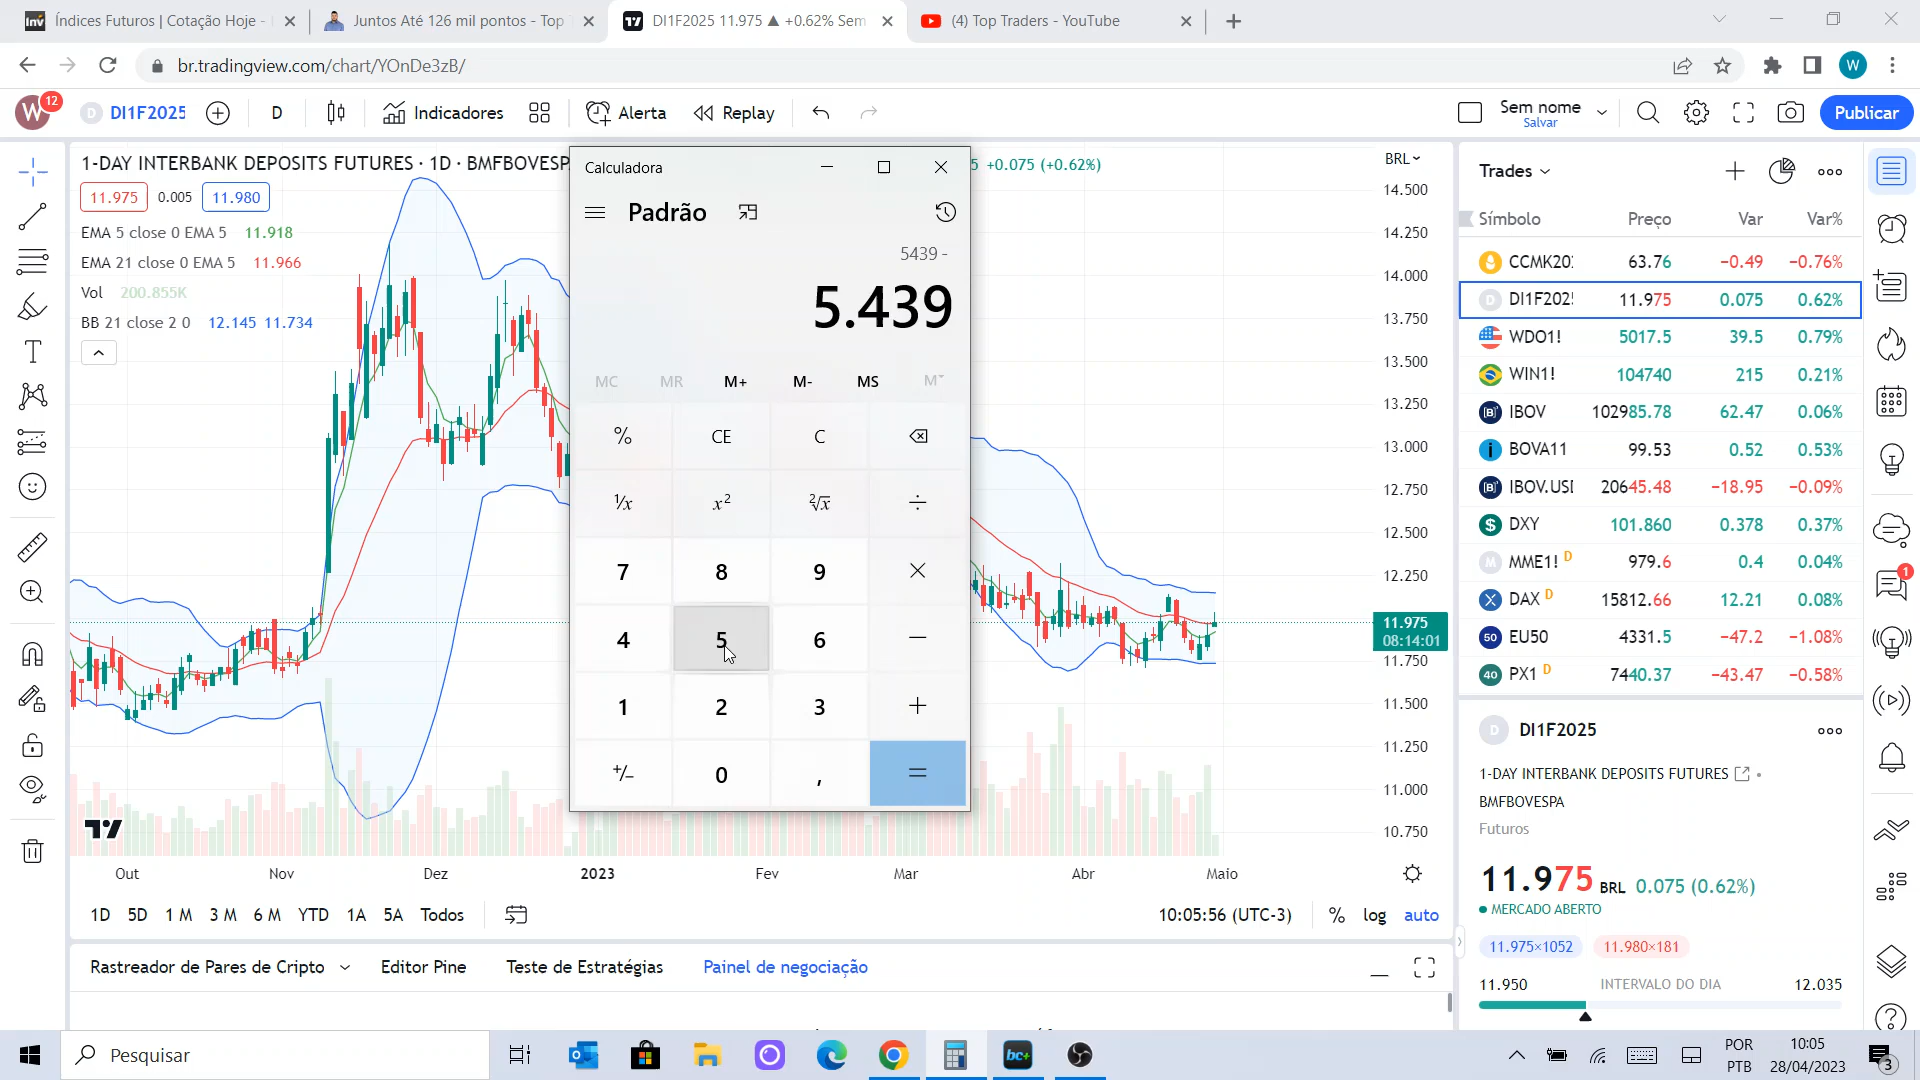 Índices Futuros | Cotação Hoje -
Juntos Até 126 mil pontos - Top
DI1F2025 11.975 ▲ +0.62% Sem
(4) Top Traders - YouTube
br.tradingview.com/chart/YOnDe3zB/
W
W
12
D
DI1F2025
D
Indicadores
Alerta
Replay
Sem nome
Salvar
Publicar
1-DAY INTERBANK DEPOSITS FUTURES · 1D · BMFBOVESP
5 +0.075 (+0.62%)
BRL
11.975
0.005
11.980
EMA 5 close 0 EMA 5 11.918
EMA 21 close 0 EMA 5 11.966
Vol 200.855K
BB 21 close 2 0 12.145 11.734
Calculadora
Padrão
5439 -
5.439
MC MR M+ M- MS M
% CE C
1/x x² ²√x ÷
7 8 9 ×
4 5 6 −
1 2 3 +
+/− 0 , =
14.500
14.250
14.000
13.750
13.500
13.250
13.000
12.750
12.500
12.250
11.975
08:14:01
11.750
11.500
11.250
11.000
10.750
Out Nov Dez 2023 Fev Mar Abr Maio
1D 5D 1 M 3 M 6 M YTD 1A 5A Todos
10:05:56 (UTC-3)
% log auto
Rastreador de Pares de Cripto
Editor Pine
Teste de Estratégias
Painel de negociação
Trades
Símbolo Preço Var Var%
CCMK20 63.76 −0.49 −0.76%
D DI1F202 11.975 0.075 0.62%
WDO1! 5017.5 39.5 0.79%
WIN1! 104740 215 0.21%
IBOV 102985.78 62.47 0.06%
BOVA11 99.53 0.52 0.53%
IBOV.USD 20645.48 −18.95 −0.09%
DXY 101.860 0.378 0.37%
M MME1! D 979.6 0.4 0.04%
DAX D 15812.66 12.21 0.08%
50 EU50 4331.5 −47.2 −1.08%
40 PX1 D 7440.37 −43.47 −0.58%
D DI1F2025
1-DAY INTERBANK DEPOSITS FUTURES
BMFBOVESPA
Futuros
11.975 BRL 0.075 (0.62%)
MERCADO ABERTO
11.975×1052 11.980×181
11.950 INTERVALO DO DIA 12.035
1
Pesquisar
bc+
POR
PTB
10:05
28/04/2023
3